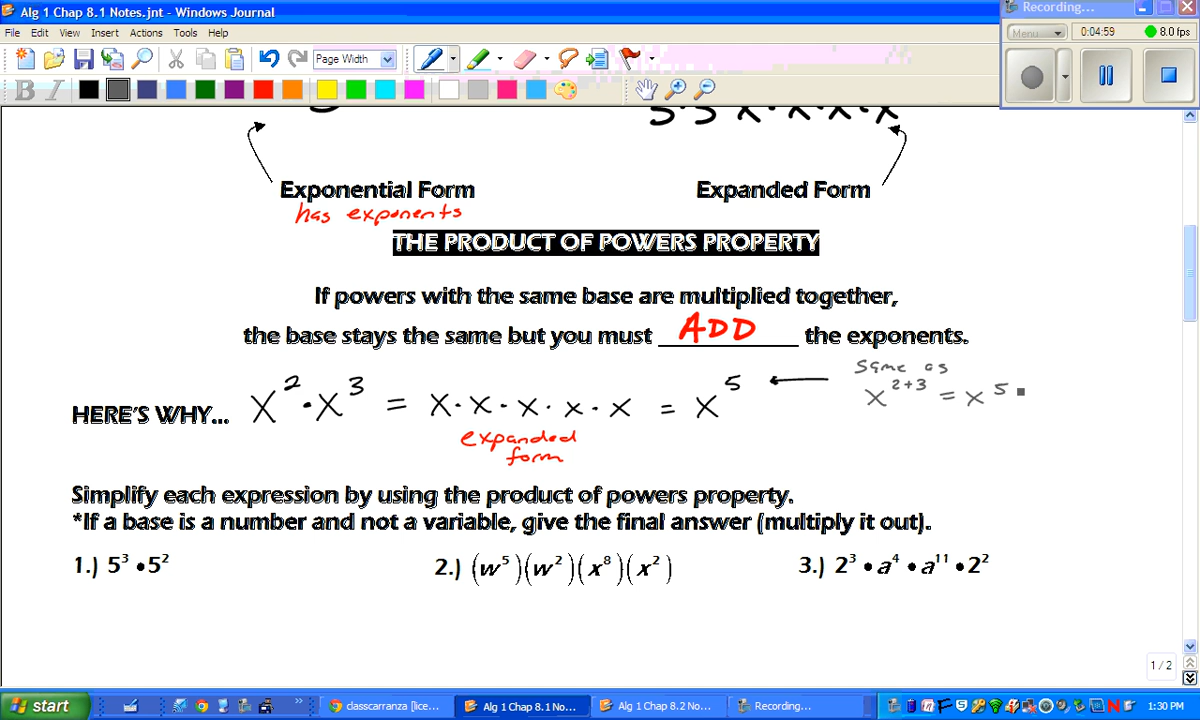 Alg 1 Chap 8.1 Notes.jnt - Windows Journal
Recording...
File Edit View Insert Actions Tools Help
Menu 0:04:59 8.0 fps
Page Width
B I
5 · 5 x · x · x · x
Exponential Form
Expanded Form
has exponents
THE PRODUCT OF POWERS PROPERTY
If powers with the same base are multiplied together,
the base stays the same but you must ADD the exponents.
same as
HERE'S WHY... x² · x³ = x · x · x · x · x = x⁵ x²⁺³ = x⁵
expanded
form
Simplify each expression by using the product of powers property.
*If a base is a number and not a variable, give the final answer (multiply it out).
1.) 5³ • 5² 2.) (w⁵)(w²)(x⁸)(x²) 3.) 2³ • a⁴ • a¹¹ • 2²
1 / 2
start classcarranza [lice... Alg 1 Chap 8.1 No... Alg 1 Chap 8.2 No... Recording... 1:30 PM